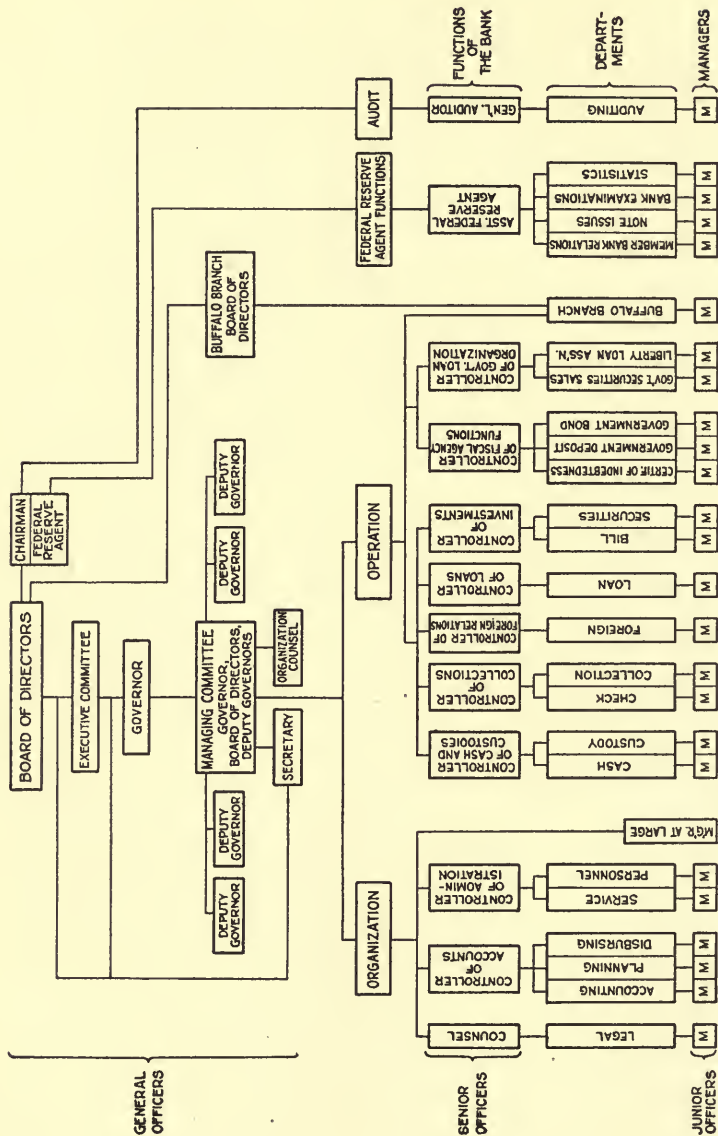 BOARD OF DIRECTORS
CHAIRMAN
FEDERAL RESERVE
AGENT
EXECUTIVE COMMITTEE
GOVERNOR
MANAGING COMMITTEE
GOVERNOR,
BOARD OF DIRECTORS,
DEPUTY GOVERNORS
DEPUTY
GOVERNOR
DEPUTY
GOVERNOR
DEPUTY
GOVERNOR
DEPUTY
GOVERNOR
SECRETARY
ORGANIZATION
COUNSEL
BUFFALO BRANCH
BOARD OF
DIRECTORS
GENERAL
OFFICERS
ORGANIZATION
OPERATION
FEDERAL RESERVE
AGENT FUNCTIONS
AUDIT
SENIOR
OFFICERS
COUNSEL
CONTROLLER
OF
ACCOUNTS
CONTROLLER
OF ADMIN-
ISTRATION
CONTROLLER
OF CASH AND
CUSTODIES
CONTROLLER
OF
COLLECTIONS
CONTROLLER OF
FOREIGN RELATIONS
CONTROLLER
OF LOANS
CONTROLLER
OF
INVESTMENTS
CONTROLLER
OF FISCAL AGENCY
FUNCTIONS
CONTROLLER
OF GOV'T. LOAN
ORGANIZATION
ASST. FEDERAL
RESERVE
AGENT
GEN'L. AUDITOR
FUNCTIONS
OF
THE BANK
LEGAL
ACCOUNTING
PLANNING
DISBURSING
SERVICE
PERSONNEL
M'G'R. AT LARGE
CASH
CUSTODY
CHECK
COLLECTION
FOREIGN
LOAN
BILL
SECURITIES
CERTIF. OF INDEBTEDNESS
GOVERNMENT DEPOSIT
GOVERNMENT BOND
GOV'T. SECURITIES SALES
LIBERTY LOAN ASS'N.
BUFFALO BRANCH
MEMBER BANK RELATIONS
NOTE ISSUES
BANK EXAMINATIONS
STATISTICS
AUDITING
DEPART-
MENTS
JUNIOR
OFFICERS
M
M M M
M M
M M
M M
M
M
M M
M M M
M M
M
M M M M
M
MANAGERS